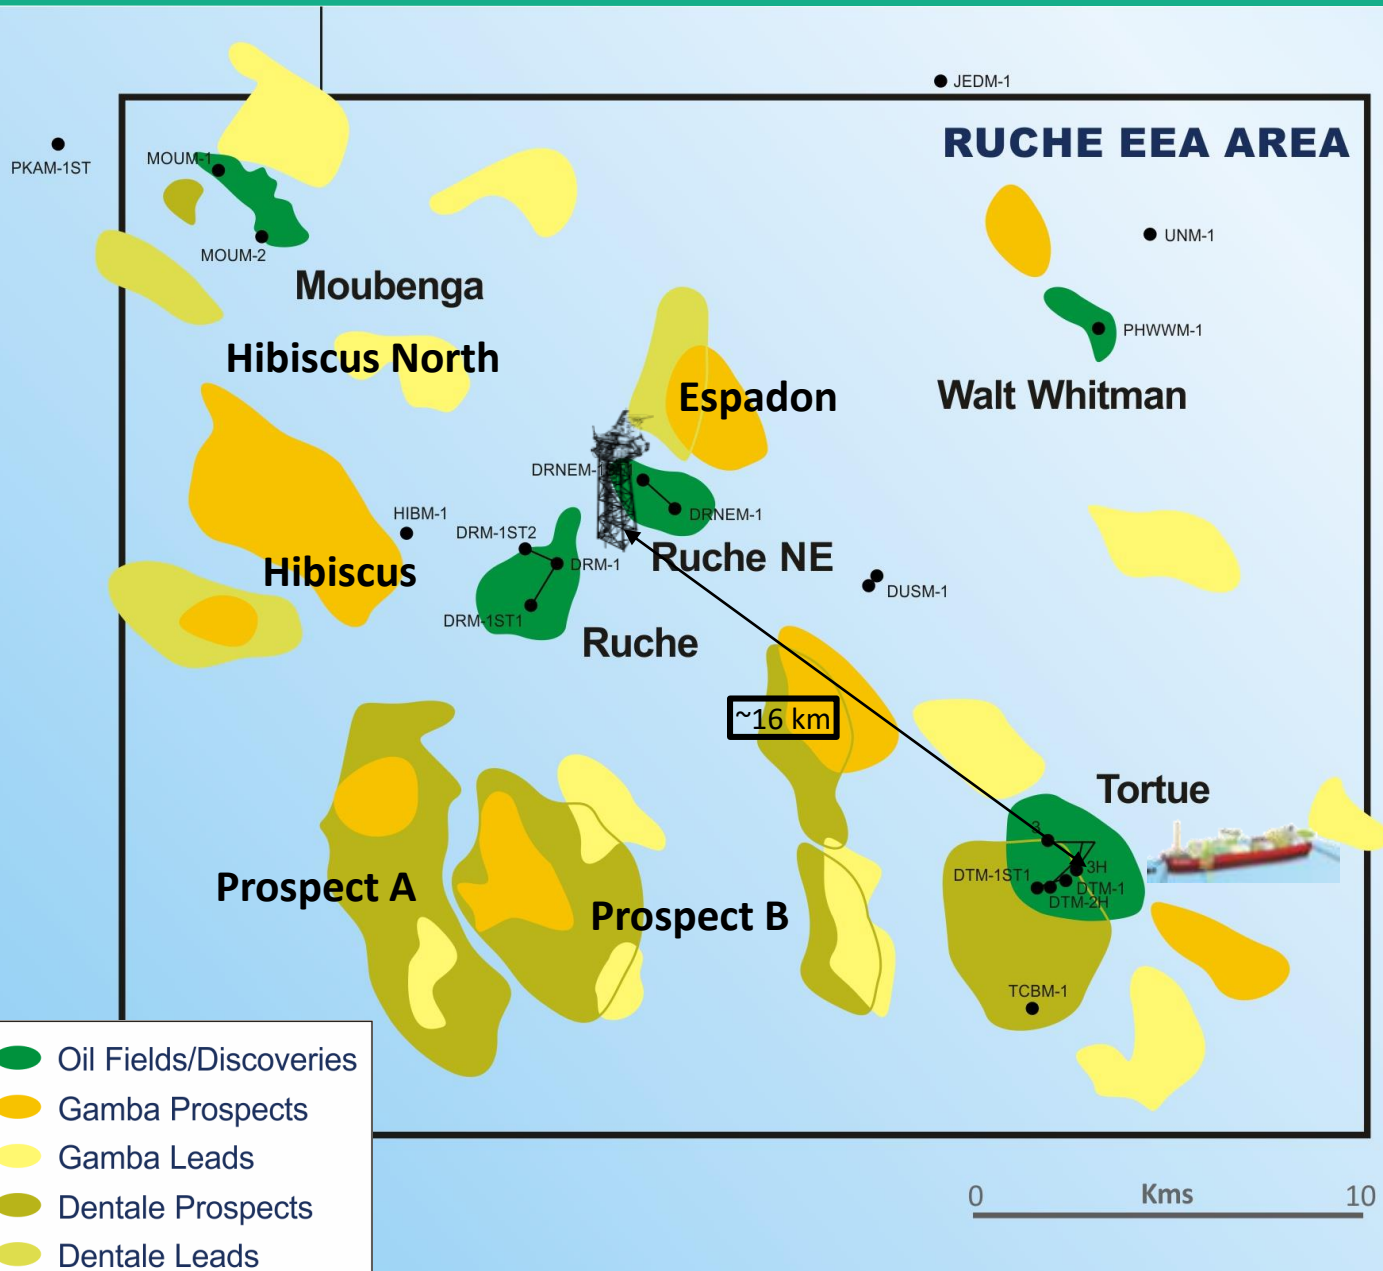 JEDM-1
RUCHE EEA AREA
PKAM-1ST
MOUM-1
MOUM-2
UNM-1
Moubenga
PHWWM-1
Hibiscus North
Espadon
Walt Whitman
DRNEM-1
HIBM-1
DRNEM-1
DRM-1ST2
DRM-1
Ruche NE
Hibiscus
DUSM-1
DRM-1ST1
Ruche
~16 km
Tortue
3
3H
DTM-1ST1
DTM-1
DTM-2H
Prospect A
Prospect B
TCBM-1
Oil Fields/Discoveries
Gamba Prospects
Gamba Leads
Dentale Prospects
Dentale Leads
0 Kms 10